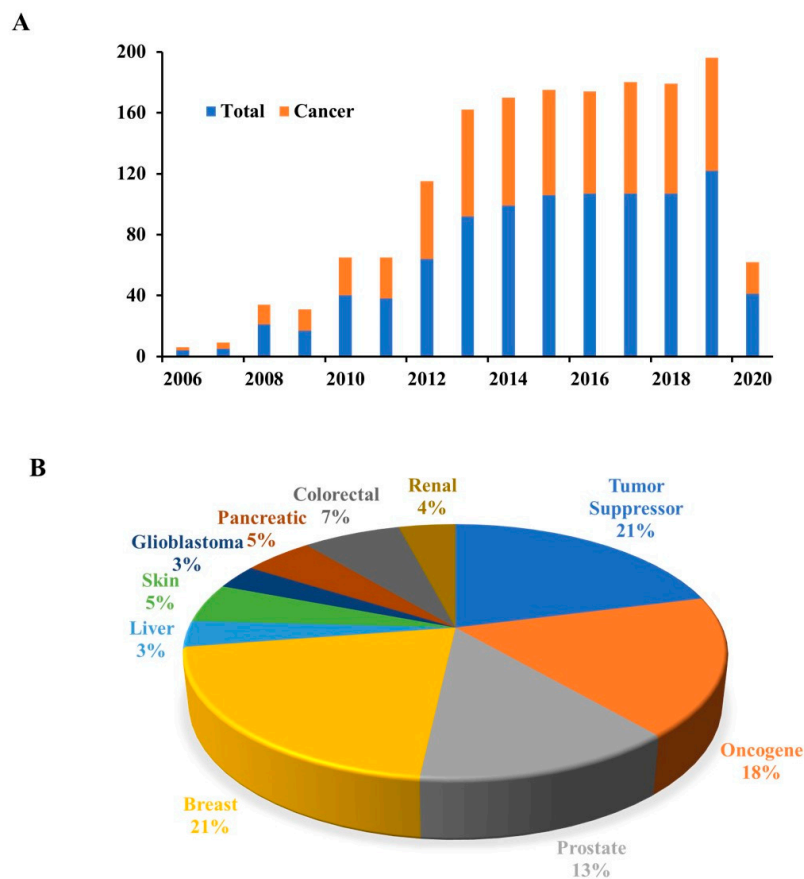 A
200
160
120
80
40
0
Total Cancer
2006 2008 2010 2012 2014 2016 2018 2020
B
Renal
4%
Colorectal
7%
Pancreatic
5%
Glioblastoma
3%
Skin
5%
Liver
3%
Tumor
Suppressor
21%
Oncogene
18%
Breast
21%
Prostate
13%